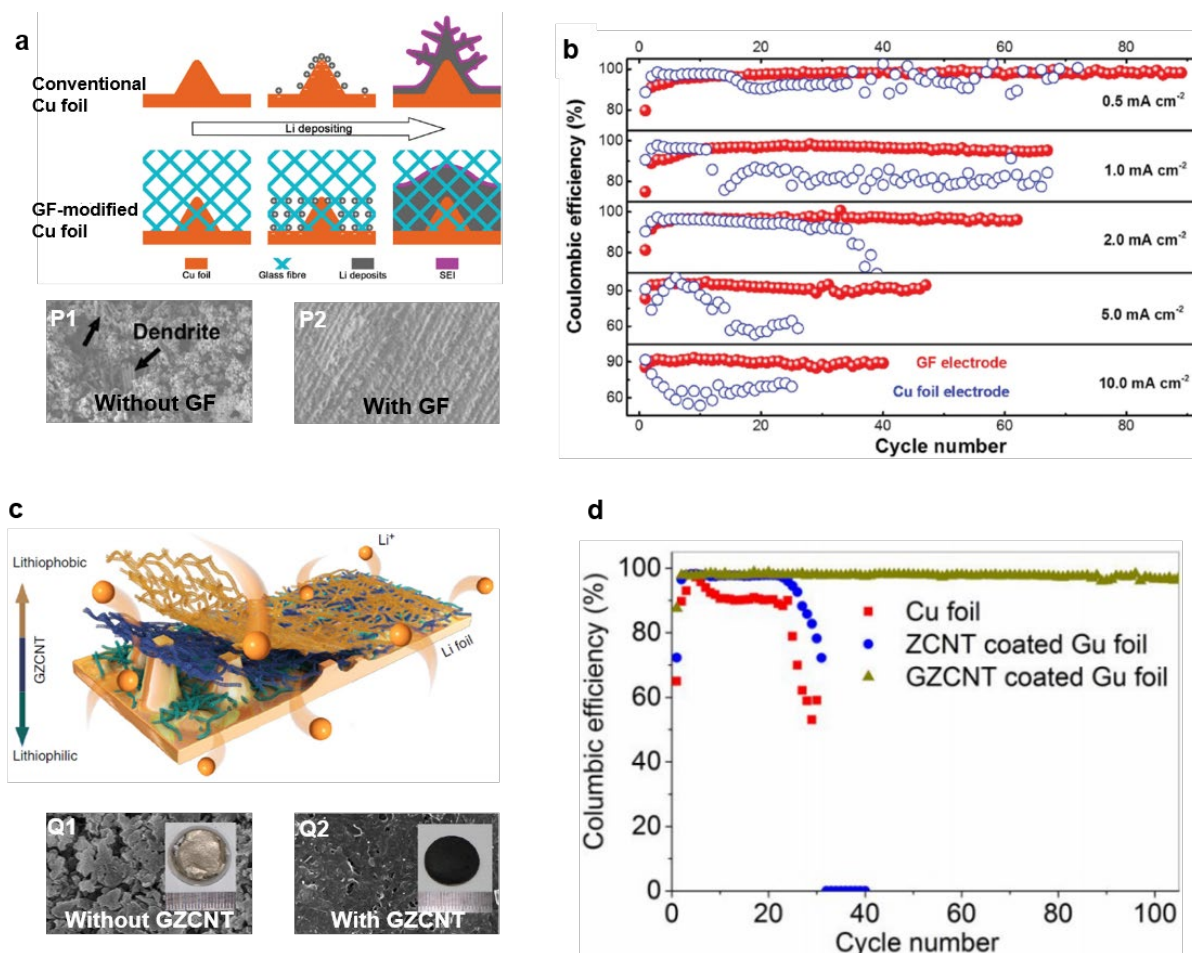 a
Conventional
Cu foil
Li depositing
GF-modified
Cu foil
Cu foil
Glass fibre
Li deposits
SEI
P1
Dendrite
Without GF
P2
With GF
b
0 20 40 60 80
100
80
0.5 mA cm-2
100
80
1.0 mA cm-2
100
80
2.0 mA cm-2
90
60
5.0 mA cm-2
90
60
10.0 mA cm-2
GF electrode
Cu foil electrode
0 20 40 60 80
Coulombic efficiency (%)
Cycle number
c
Lithiophobic
GZCNT
Lithiophilic
Li+
Li foil
Q1
Without GZCNT
Q2
With GZCNT
d
100
80
60
40
20
0
Columbic efficiency (%)
Cu foil
ZCNT coated Gu foil
GZCNT coated Gu foil
0 20 40 60 80 100
Cycle number